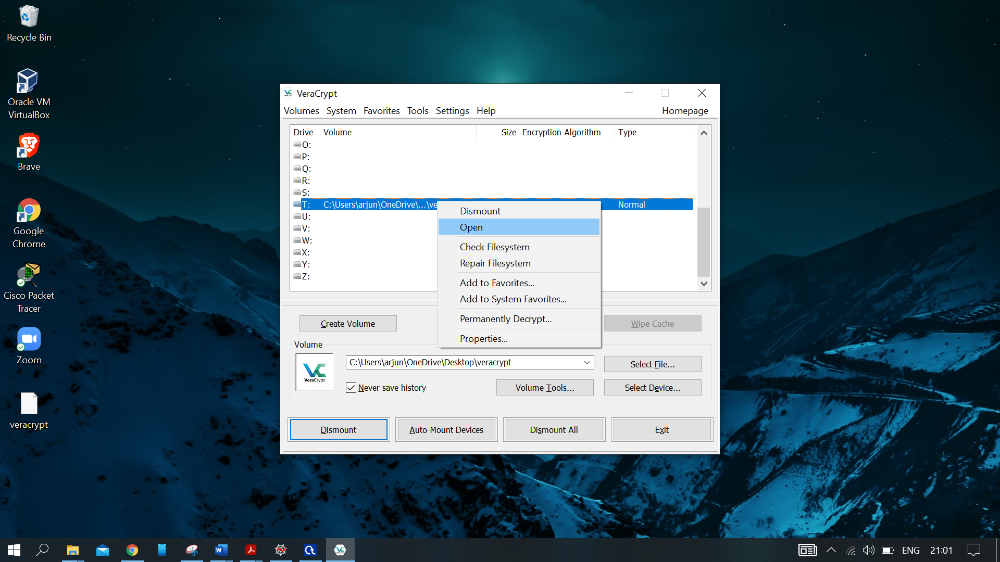 Recycle Bin
Oracle VM
VirtualBox
Brave
Google
Chrome
Cisco Packet
Tracer
Zoom
veracrypt
VeraCrypt
Volumes System Favorites Tools Settings Help Homepage
Drive Volume Size Encryption Algorithm Type
O:
P:
Q:
R:
S:
T: C:\Users\arjun\OneDrive\...\ve Normal
U:
V:
W:
X:
Y:
Z:
Dismount
Open
Check Filesystem
Repair Filesystem
Add to Favorites...
Add to System Favorites...
Permanently Decrypt...
Properties...
Create Volume Wipe Cache
Volume
VeraCrypt
C:\Users\arjun\OneDrive\Desktop\veracrypt Select File...
Never save history Volume Tools... Select Device...
Dismount Auto-Mount Devices Dismount All Exit
ENG 21:01